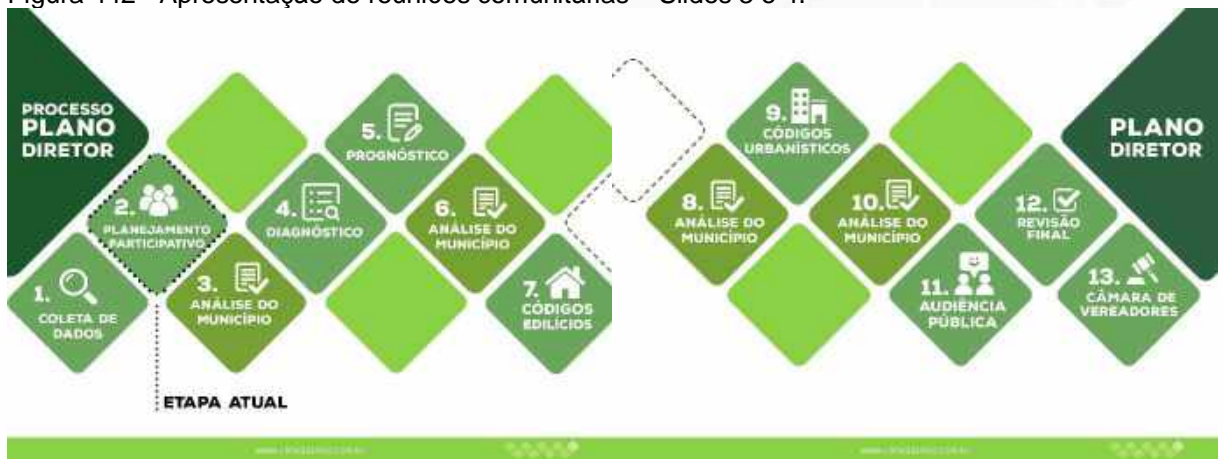 Figura 442 - Apresentação de reuniões comunitárias – Slides 3 e 4.
PROCESSO
PLANO
DIRETOR
1.
COLETA DE
DADOS
2.
PLANEJAMENTO
PARTICIPATIVO
3.
ANÁLISE DO
MUNICÍPIO
4.
DIAGNÓSTICO
5.
PROGNÓSTICO
6.
ANÁLISE DO
MUNICÍPIO
7.
CÓDIGOS
EDILÍCIOS
ETAPA ATUAL
8.
ANÁLISE DO
MUNICÍPIO
9.
CÓDIGOS
URBANÍSTICOS
10.
ANÁLISE DO
MUNICÍPIO
11.
AUDIÊNCIA
PÚBLICA
12.
REVISÃO
FINAL
13.
CÂMARA DE
VEREADORES
PLANO
DIRETOR